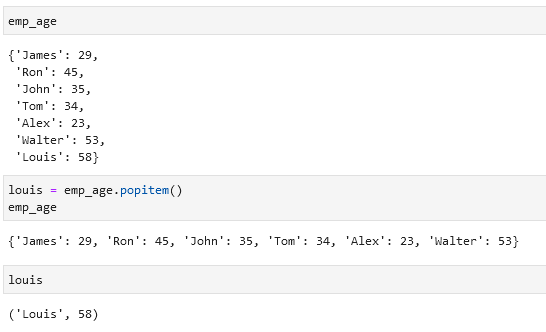 emp_age
{'James': 29,
 'Ron': 45,
 'John': 35,
 'Tom': 34,
 'Alex': 23,
 'Walter': 53,
 'Louis': 58}
louis = emp_age.popitem()
emp_age
{'James': 29, 'Ron': 45, 'John': 35, 'Tom': 34, 'Alex': 23, 'Walter': 53}
louis
('Louis', 58)